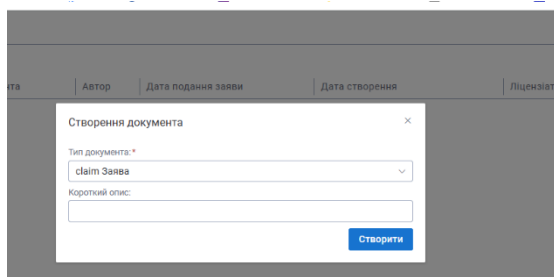 нта Автор Дата подання заяви Дата створення Ліцензіат
Створення документа
Тип документа:*
claim Заява
Короткий опис:
Створити